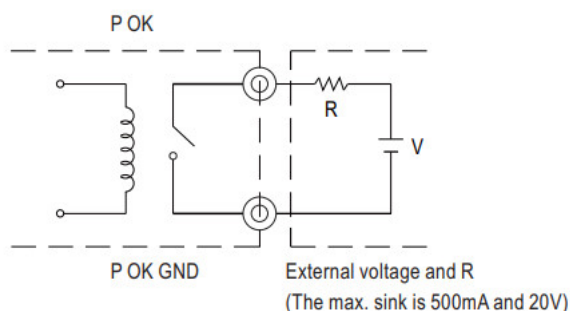 P OK
R
V
P OK GND
External voltage and R
(The max. sink is 500mA and 20V)